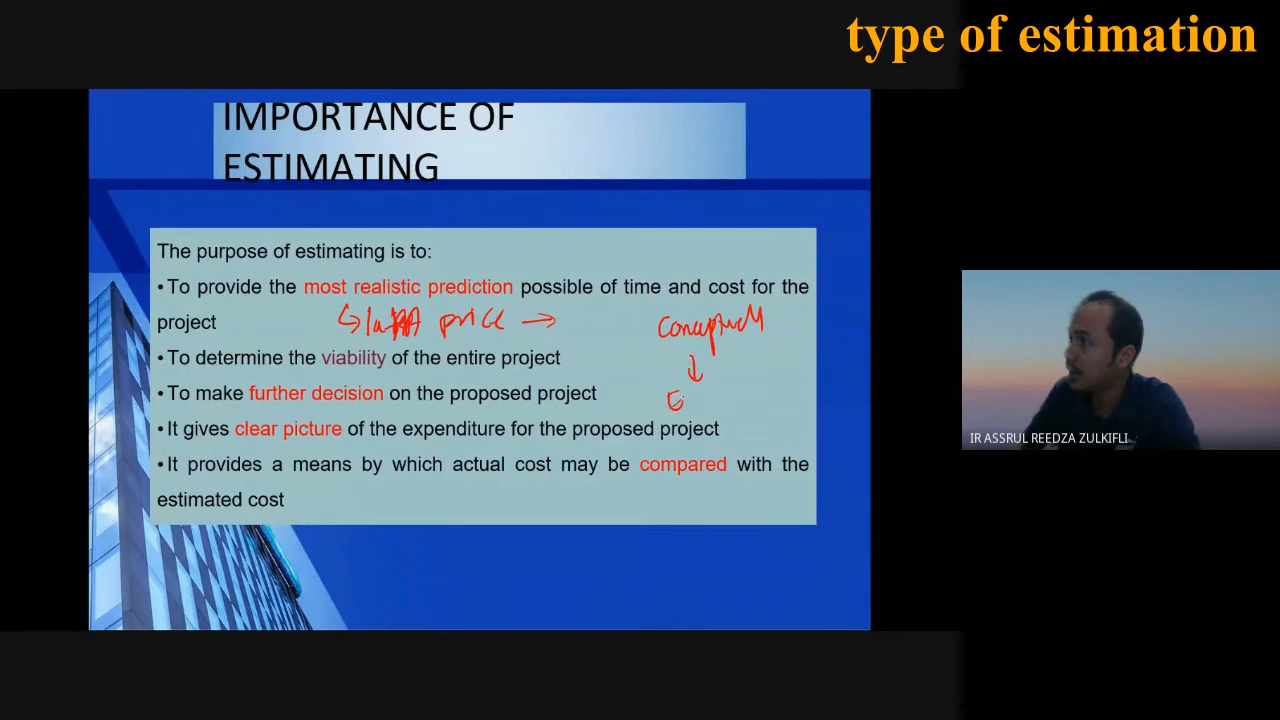 type of estimation
IMPORTANCE OF
ESTIMATING
The purpose of estimating is to:
•To provide the most realistic prediction possible of time and cost for the
project
price
•To determine the viability of the entire project
•To make further decision on the proposed project
•It gives clear picture of the expenditure for the proposed project
•It provides a means by which actual cost may be compared with the
estimated cost
IR ASSRUL REEDZA ZULKIFLI